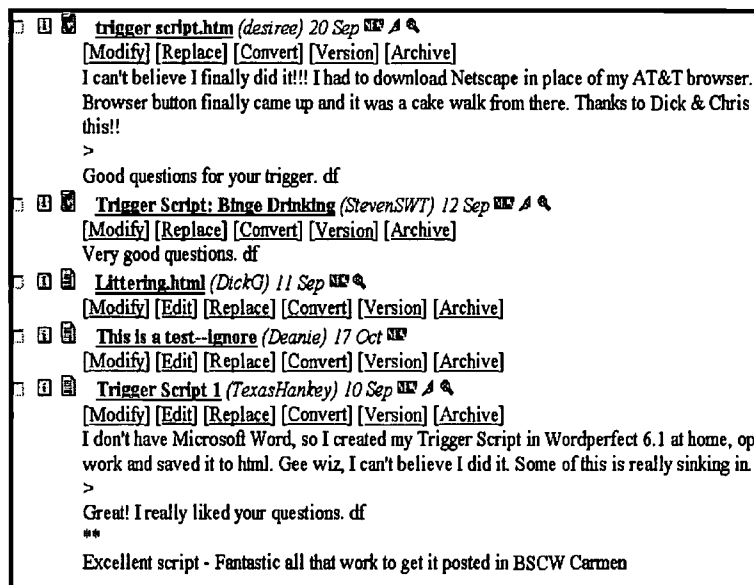 trigger script.htm (desiree) 20 Sep
[Modify] [Replace] [Convert] [Version] [Archive]
I can't believe I finally did it!!! I had to download Netscape in place of my AT&T browser.
Browser button finally came up and it was a cake walk from there. Thanks to Dick & Chris
this!!
>
Good questions for your trigger. df
Trigger Script: Binge Drinking (StevenSWT) 12 Sep
[Modify] [Replace] [Convert] [Version] [Archive]
Very good questions. df
Littering.html (DickG) 11 Sep
[Modify] [Edit] [Replace] [Convert] [Version] [Archive]
This is a test--ignore (Deanie) 17 Oct
[Modify] [Edit] [Replace] [Convert] [Version] [Archive]
Trigger Script 1 (TexasHankey) 10 Sep
[Modify] [Edit] [Replace] [Convert] [Version] [Archive]
I don't have Microsoft Word, so I created my Trigger Script in Wordperfect 6.1 at home, op
work and saved it to html. Gee wiz, I can't believe I did it. Some of this is really sinking in.
>
Great! I really liked your questions. df
**
Excellent script - Fantastic all that work to get it posted in BSCW Carmen